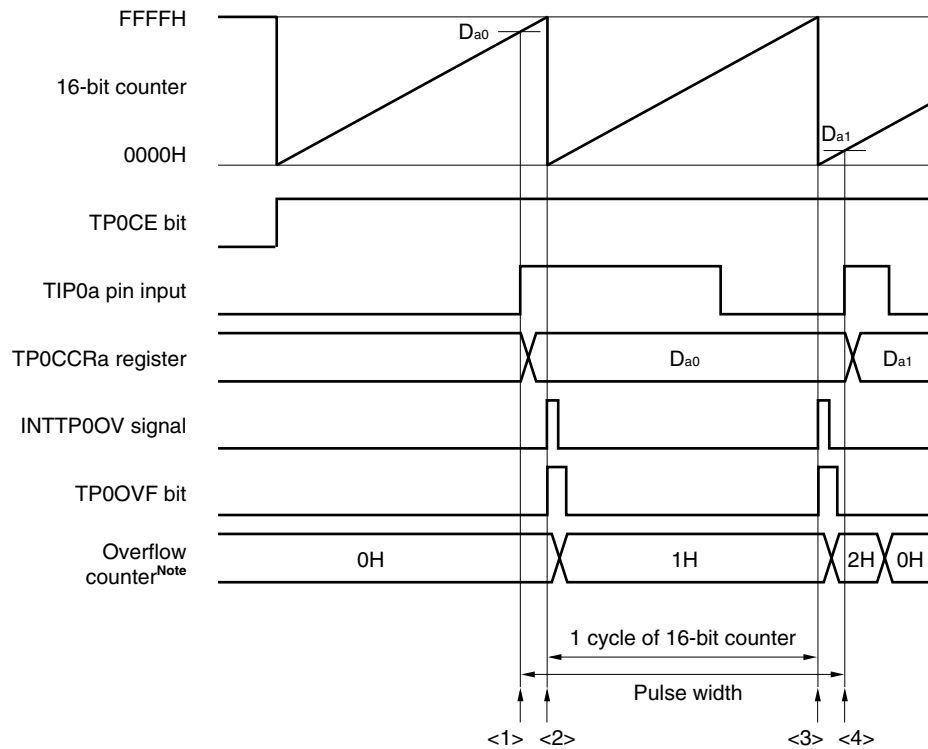 FFFFH
Da0
16-bit counter
Da1
0000H
TP0CE bit
TIP0a pin input
TP0CCRa register
Da0
Da1
INTTP0OV signal
TP0OVF bit
Overflow
counterNote
0H
1H
2H
0H
1 cycle of 16-bit counter
Pulse width
<1>
<2>
<3>
<4>